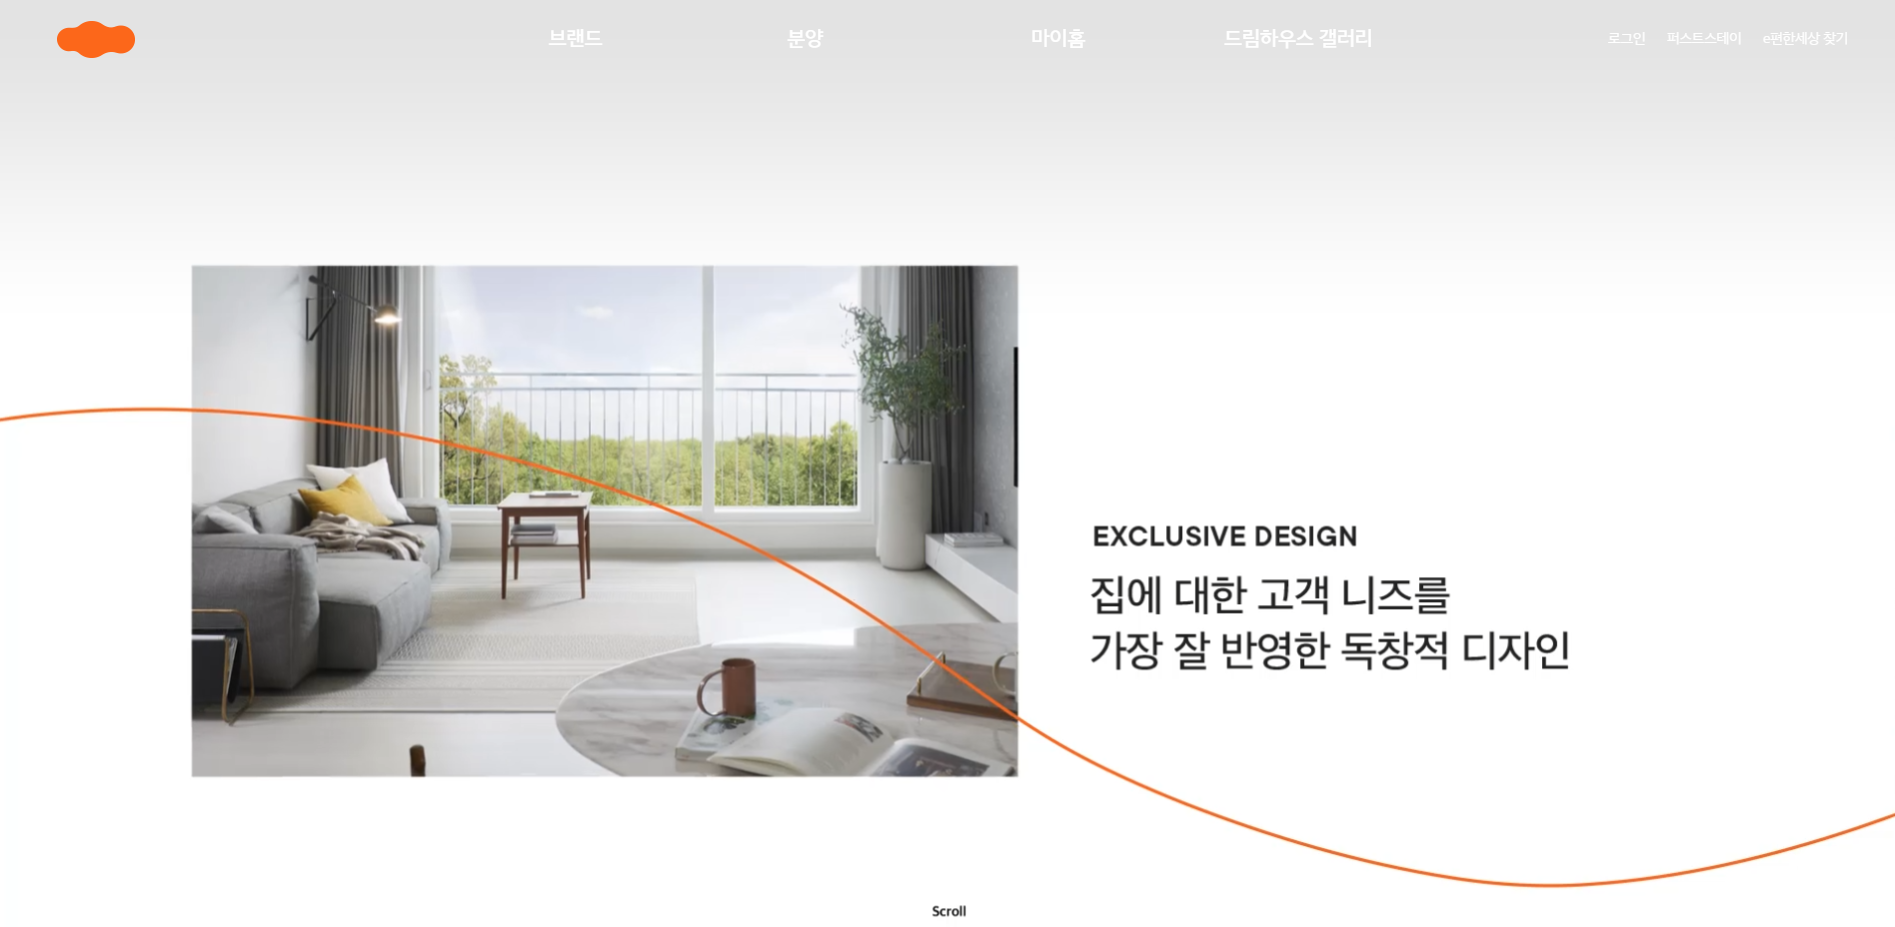 브랜드
분양
마이홈
드림하우스 갤러리
로그인
퍼스트스테이
e편한세상 찾기
EXCLUSIVE DESIGN
집에 대한 고객 니즈를
가장 잘 반영한 독창적 디자인
Scroll